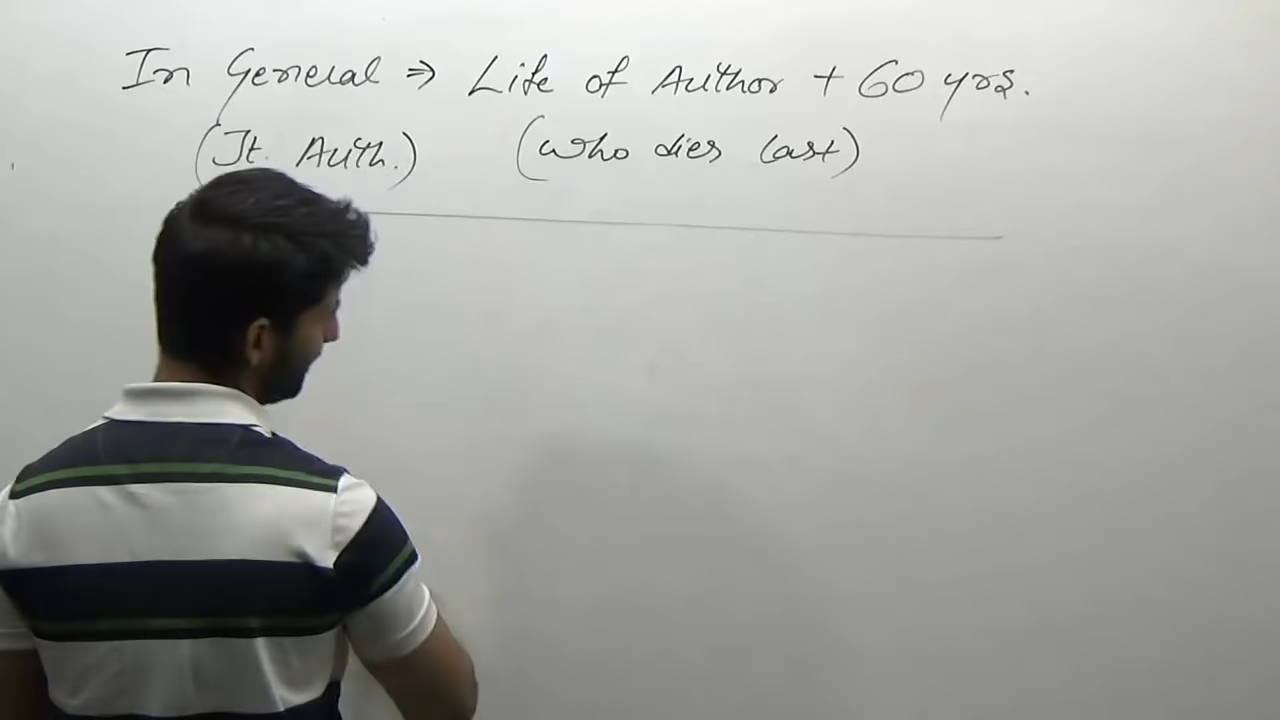 In General ⇒ Life of Author + 60 yrs.
(Jt. Auth.) (who dies last)